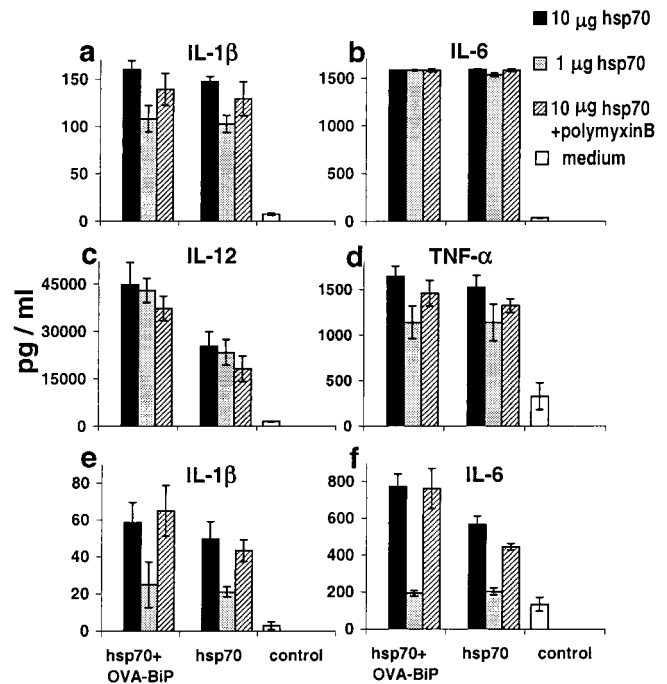 10 µg hsp70
1 µg hsp70
10 µg hsp70
+polymyxinB
medium
a
IL-1β
150
100
50
0
b
IL-6
1500
1000
500
0
pg / ml
c
IL-12
45000
30000
15000
0
d
TNF-α
1500
1000
500
0
e
IL-1β
80
60
40
20
0
f
IL-6
800
600
400
200
0
hsp70+ hsp70 control
OVA-BiP
hsp70+ hsp70 control
OVA-BiP